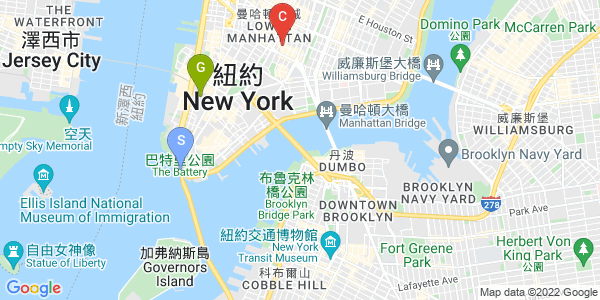 THE
WATERFRONT
澤西市
Jersey City
曼哈頓下城
LOWER
MANHATTAN
C
E Houston St
Domino Park
公園
威廉斯堡大橋
Williamsburg Bridge
G
紐約
New York
新澤西
紐約
空天
Empty Sky Memorial
曼哈頓大橋
Manhattan Bridge
威廉斯堡
WILLIAMSBURG
S
巴特里公園
The Battery
丹波
DUMBO
Brooklyn Navy Yard
布魯克林
橋公園
Brooklyn
Bridge Park
BROOKLYN
NAVY YARD
278
Park Ave
Ellis Island National
Museum of Immigration
DOWNTOWN
BROOKLYN
自由女神像
Statue of Liberty
加弗納斯島
Governors
Island
紐約交通博物館
New York
Transit Museum
科布爾山
COBBLE HILL
Fort Greene
Park
Lafayette Ave
Herbert Von
King Park
公園
Google
Map data ©2022 Google